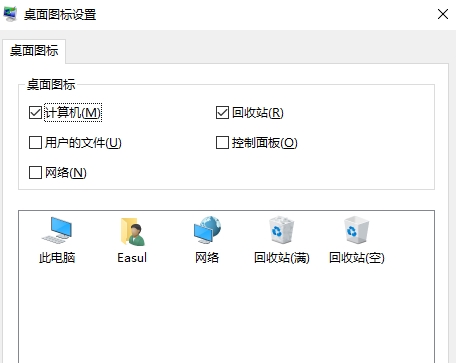 桌面图标设置
桌面图标
桌面图标
计算机(M) 回收站(R)
用户的文件(U) 控制面板(O)
网络(N)
此电脑 Easul 网络 回收站(满) 回收站(空)